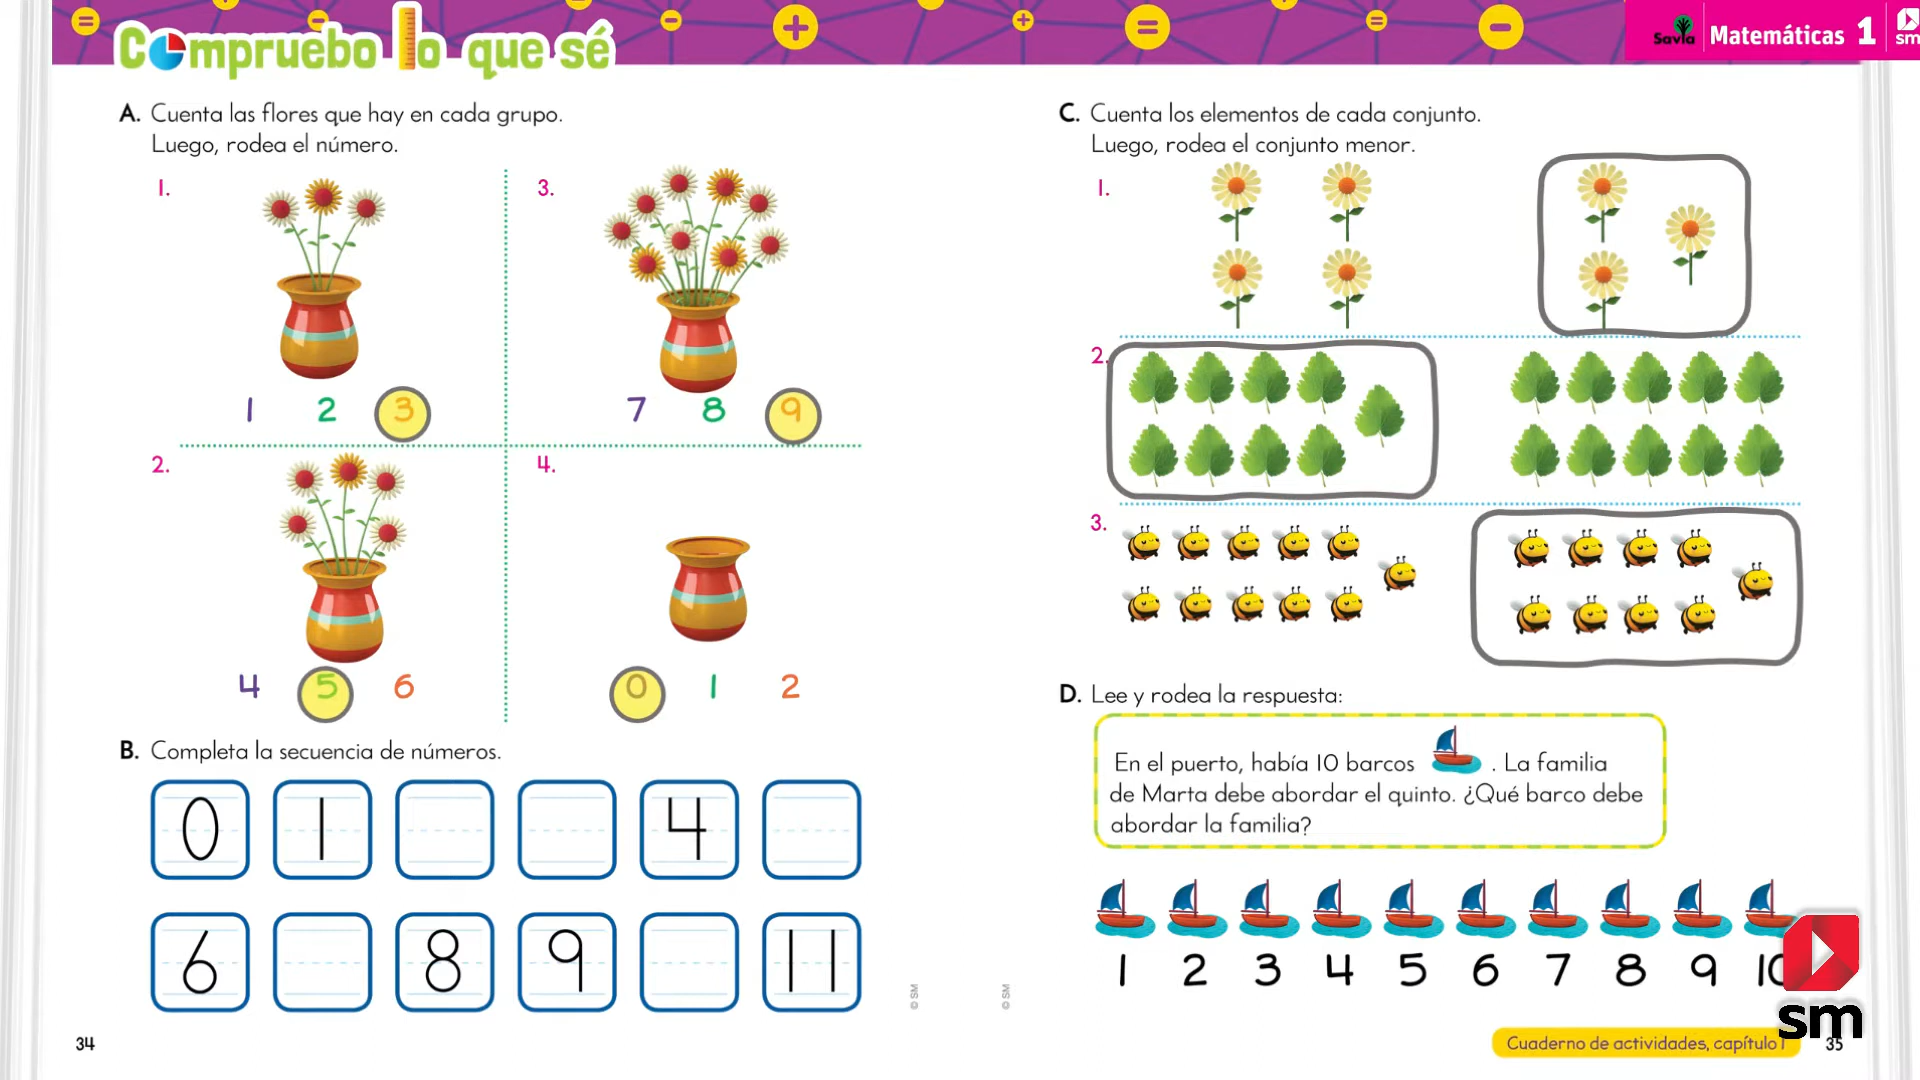 Compruebo lo que sé
Savia Matemáticas 1 sm
A. Cuenta las flores que hay en cada grupo.
Luego, rodea el número.
1.
1 2 3
2.
4 5 6
3.
7 8 9
4.
0 1 2
B. Completa la secuencia de números.
0 1 4
6 8 9 11
© SM
34
C. Cuenta los elementos de cada conjunto.
Luego, rodea el conjunto menor.
1.
2.
3.
D. Lee y rodea la respuesta:
En el puerto, había 10 barcos . La familia
de Marta debe abordar el quinto. ¿Qué barco debe
abordar la familia?
1 2 3 4 5 6 7 8 9 10
© SM
sm
Cuaderno de actividades, capítulo 1
35